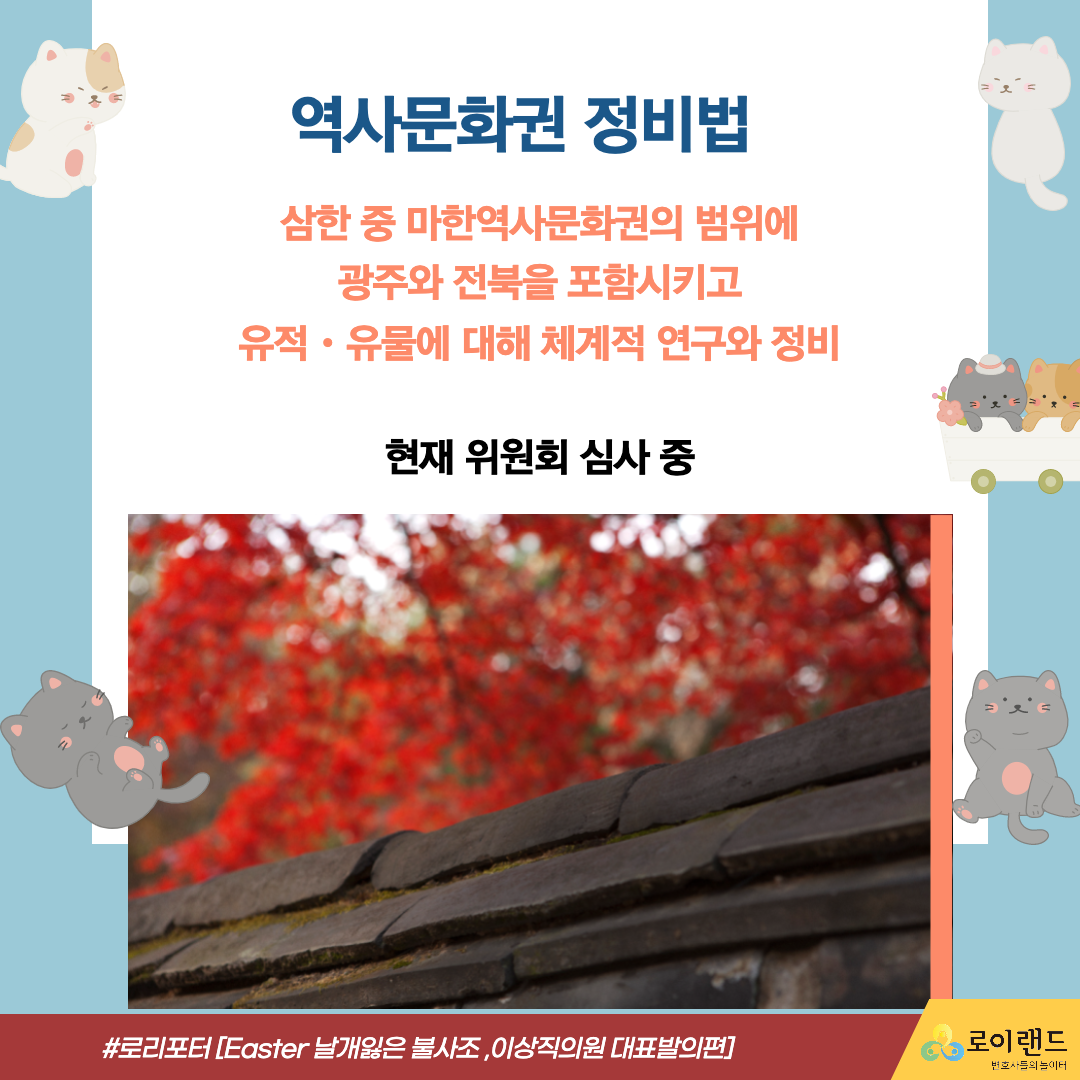 역사문화권 정비법
삼한 중 마한역사문화권의 범위에
광주와 전북을 포함시키고
유적·유물에 대해 체계적 연구와 정비
현재 위원회 심사 중
#로리포터 [Easter 날개잃은 불사조 ,이상직의원 대표발의편]
로이랜드
변호사들의 놀이터